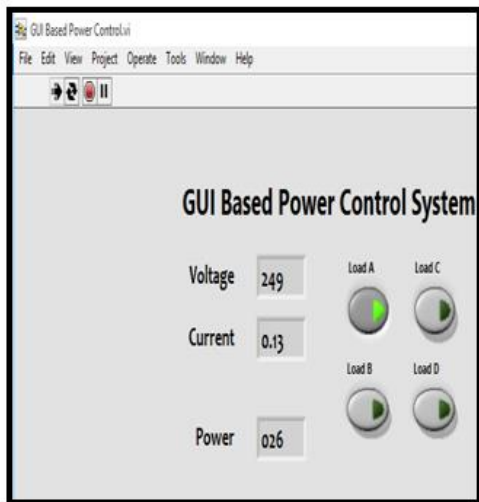 GUI Based Power Control.vi
File Edit View Project Operate Tools Window Help
GUI Based Power Control System
Voltage 249
Current 0.13
Power 026
Load A Load C
Load B Load D